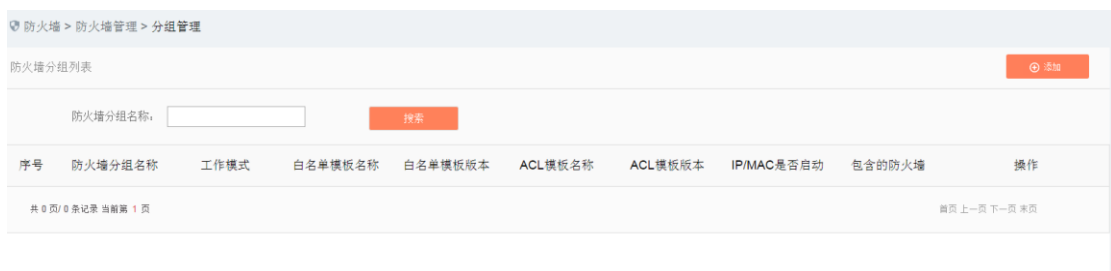 防火墙 > 防火墙管理 > 分组管理
防火墙分组列表
添加
防火墙分组名称：
搜索
序号 防火墙分组名称 工作模式 白名单模板名称 白名单模板版本 ACL模板名称 ACL模板版本 IP/MAC是否启动 包含的防火墙 操作
共 0 页/ 0 条记录 当前第 1 页 首页 上一页 下一页 末页